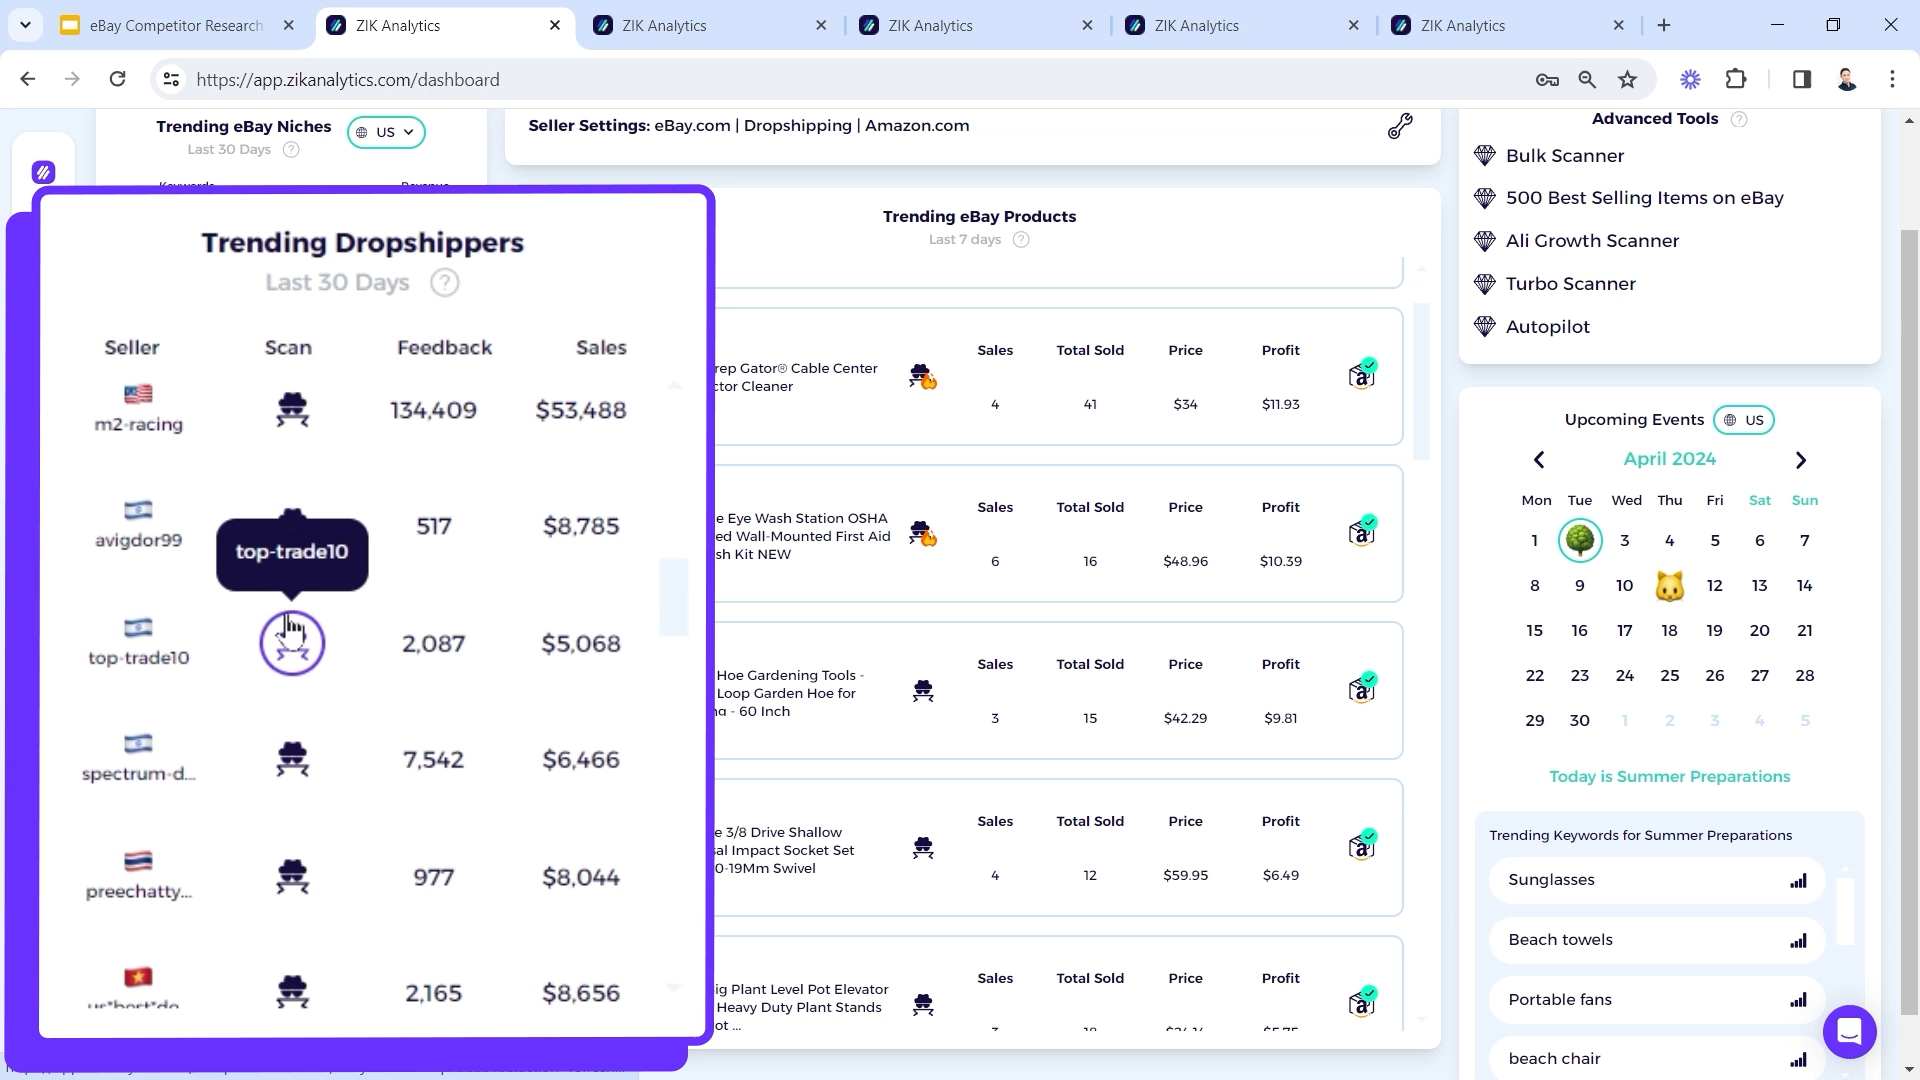 eBay Competitor Research
ZIK Analytics
ZIK Analytics
ZIK Analytics
ZIK Analytics
ZIK Analytics
https://app.zikanalytics.com/dashboard
Trending eBay Niches
US
Last 30 Days
Keywords
Revenue
Trending Dropshippers
Last 30 Days
Seller Scan Feedback Sales
m2-racing 134,409 $53,488
avigdor99 517 $8,785
top-trade10
top-trade10 2,087 $5,068
spectrum-d... 7,542 $6,466
preechatty... 977 $8,044
2,165 $8,656
Seller Settings: eBay.com | Dropshipping | Amazon.com
Trending eBay Products
Last 7 days
rep Gator® Cable Center
ctor Cleaner
Sales Total Sold Price Profit
4 41 $34 $11.93
e Eye Wash Station OSHA
ed Wall-Mounted First Aid
sh Kit NEW
Sales Total Sold Price Profit
6 16 $48.96 $10.39
Hoe Gardening Tools -
Loop Garden Hoe for
ng - 60 Inch
Sales Total Sold Price Profit
3 15 $42.29 $9.81
e 3/8 Drive Shallow
sal Impact Socket Set
0-19Mm Swivel
Sales Total Sold Price Profit
4 12 $59.95 $6.49
ig Plant Level Pot Elevator
Heavy Duty Plant Stands
ot ...
Sales Total Sold Price Profit
Advanced Tools
Bulk Scanner
500 Best Selling Items on eBay
Ali Growth Scanner
Turbo Scanner
Autopilot
Upcoming Events US
April 2024
Mon Tue Wed Thu Fri Sat Sun
1 3 4 5 6 7
8 9 10 12 13 14
15 16 17 18 19 20 21
22 23 24 25 26 27 28
29 30 1 2 3 4 5
Today is Summer Preparations
Trending Keywords for Summer Preparations
Sunglasses
Beach towels
Portable fans
beach chair